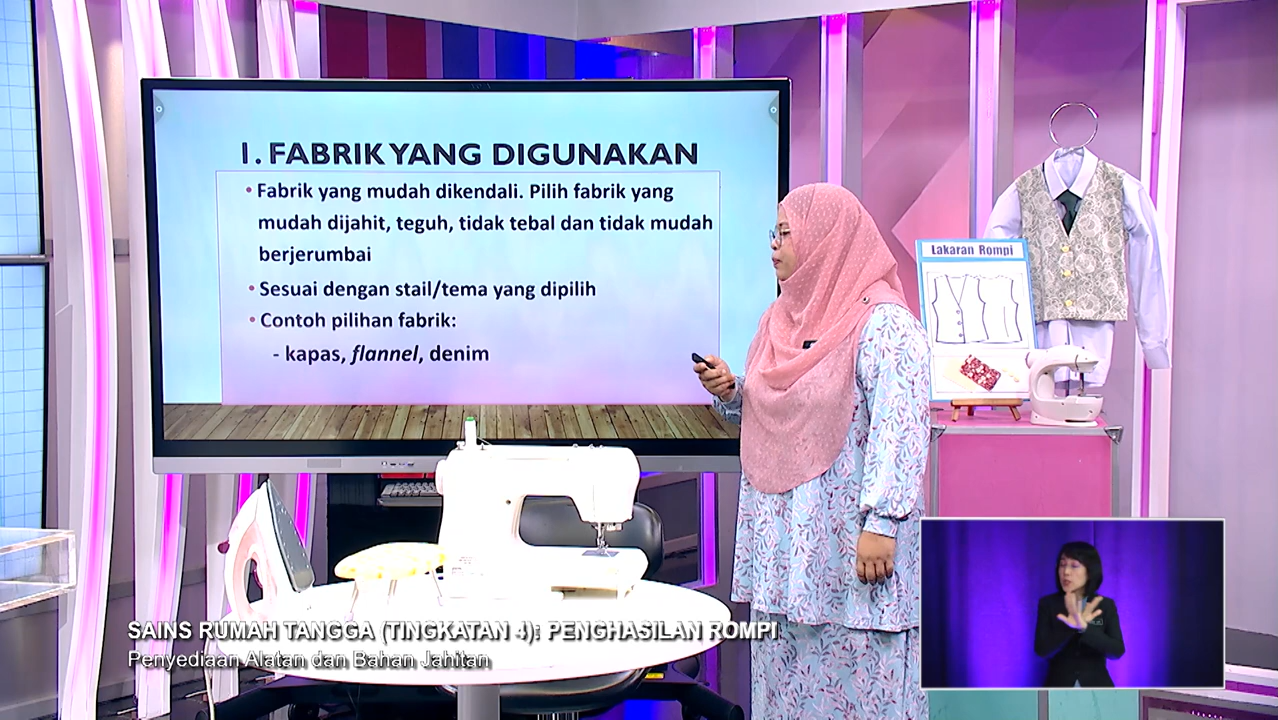 1. FABRIK YANG DIGUNAKAN
• Fabrik yang mudah dikendali. Pilih fabrik yang
mudah dijahit, teguh, tidak tebal dan tidak mudah
berjerumbai
• Sesuai dengan stail/tema yang dipilih
• Contoh pilihan fabrik:
- kapas, flannel, denim
Lakaran Rompi
SAINS RUMAH TANGGA (TINGKATAN 4): PENGHASILAN ROMPI
Penyediaan Alatan dan Bahan Jahitan